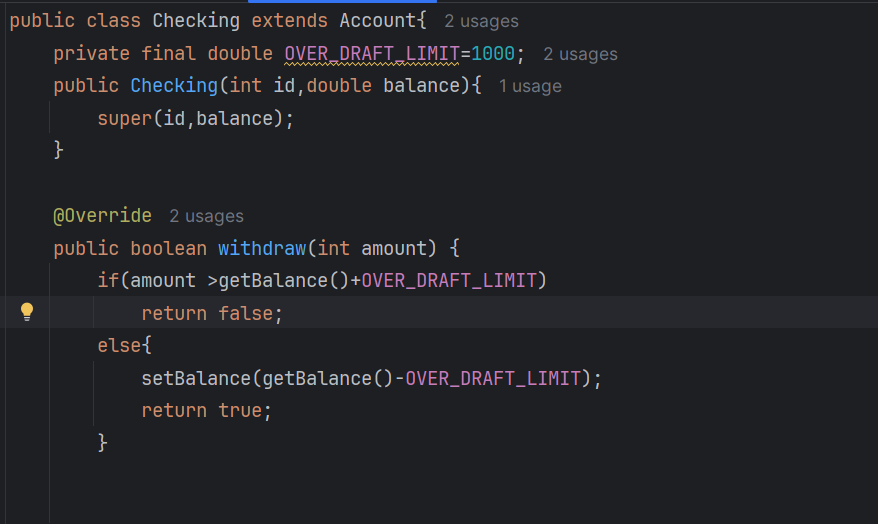 public class Checking extends Account{ 2 usages
    private final double OVER_DRAFT_LIMIT=1000; 2 usages
    public Checking(int id,double balance){ 1 usage
        super(id,balance);
    }
    @Override 2 usages
    public boolean withdraw(int amount) {
        if(amount >getBalance()+OVER_DRAFT_LIMIT)
            return false;
        else{
            setBalance(getBalance()-OVER_DRAFT_LIMIT);
            return true;
        }